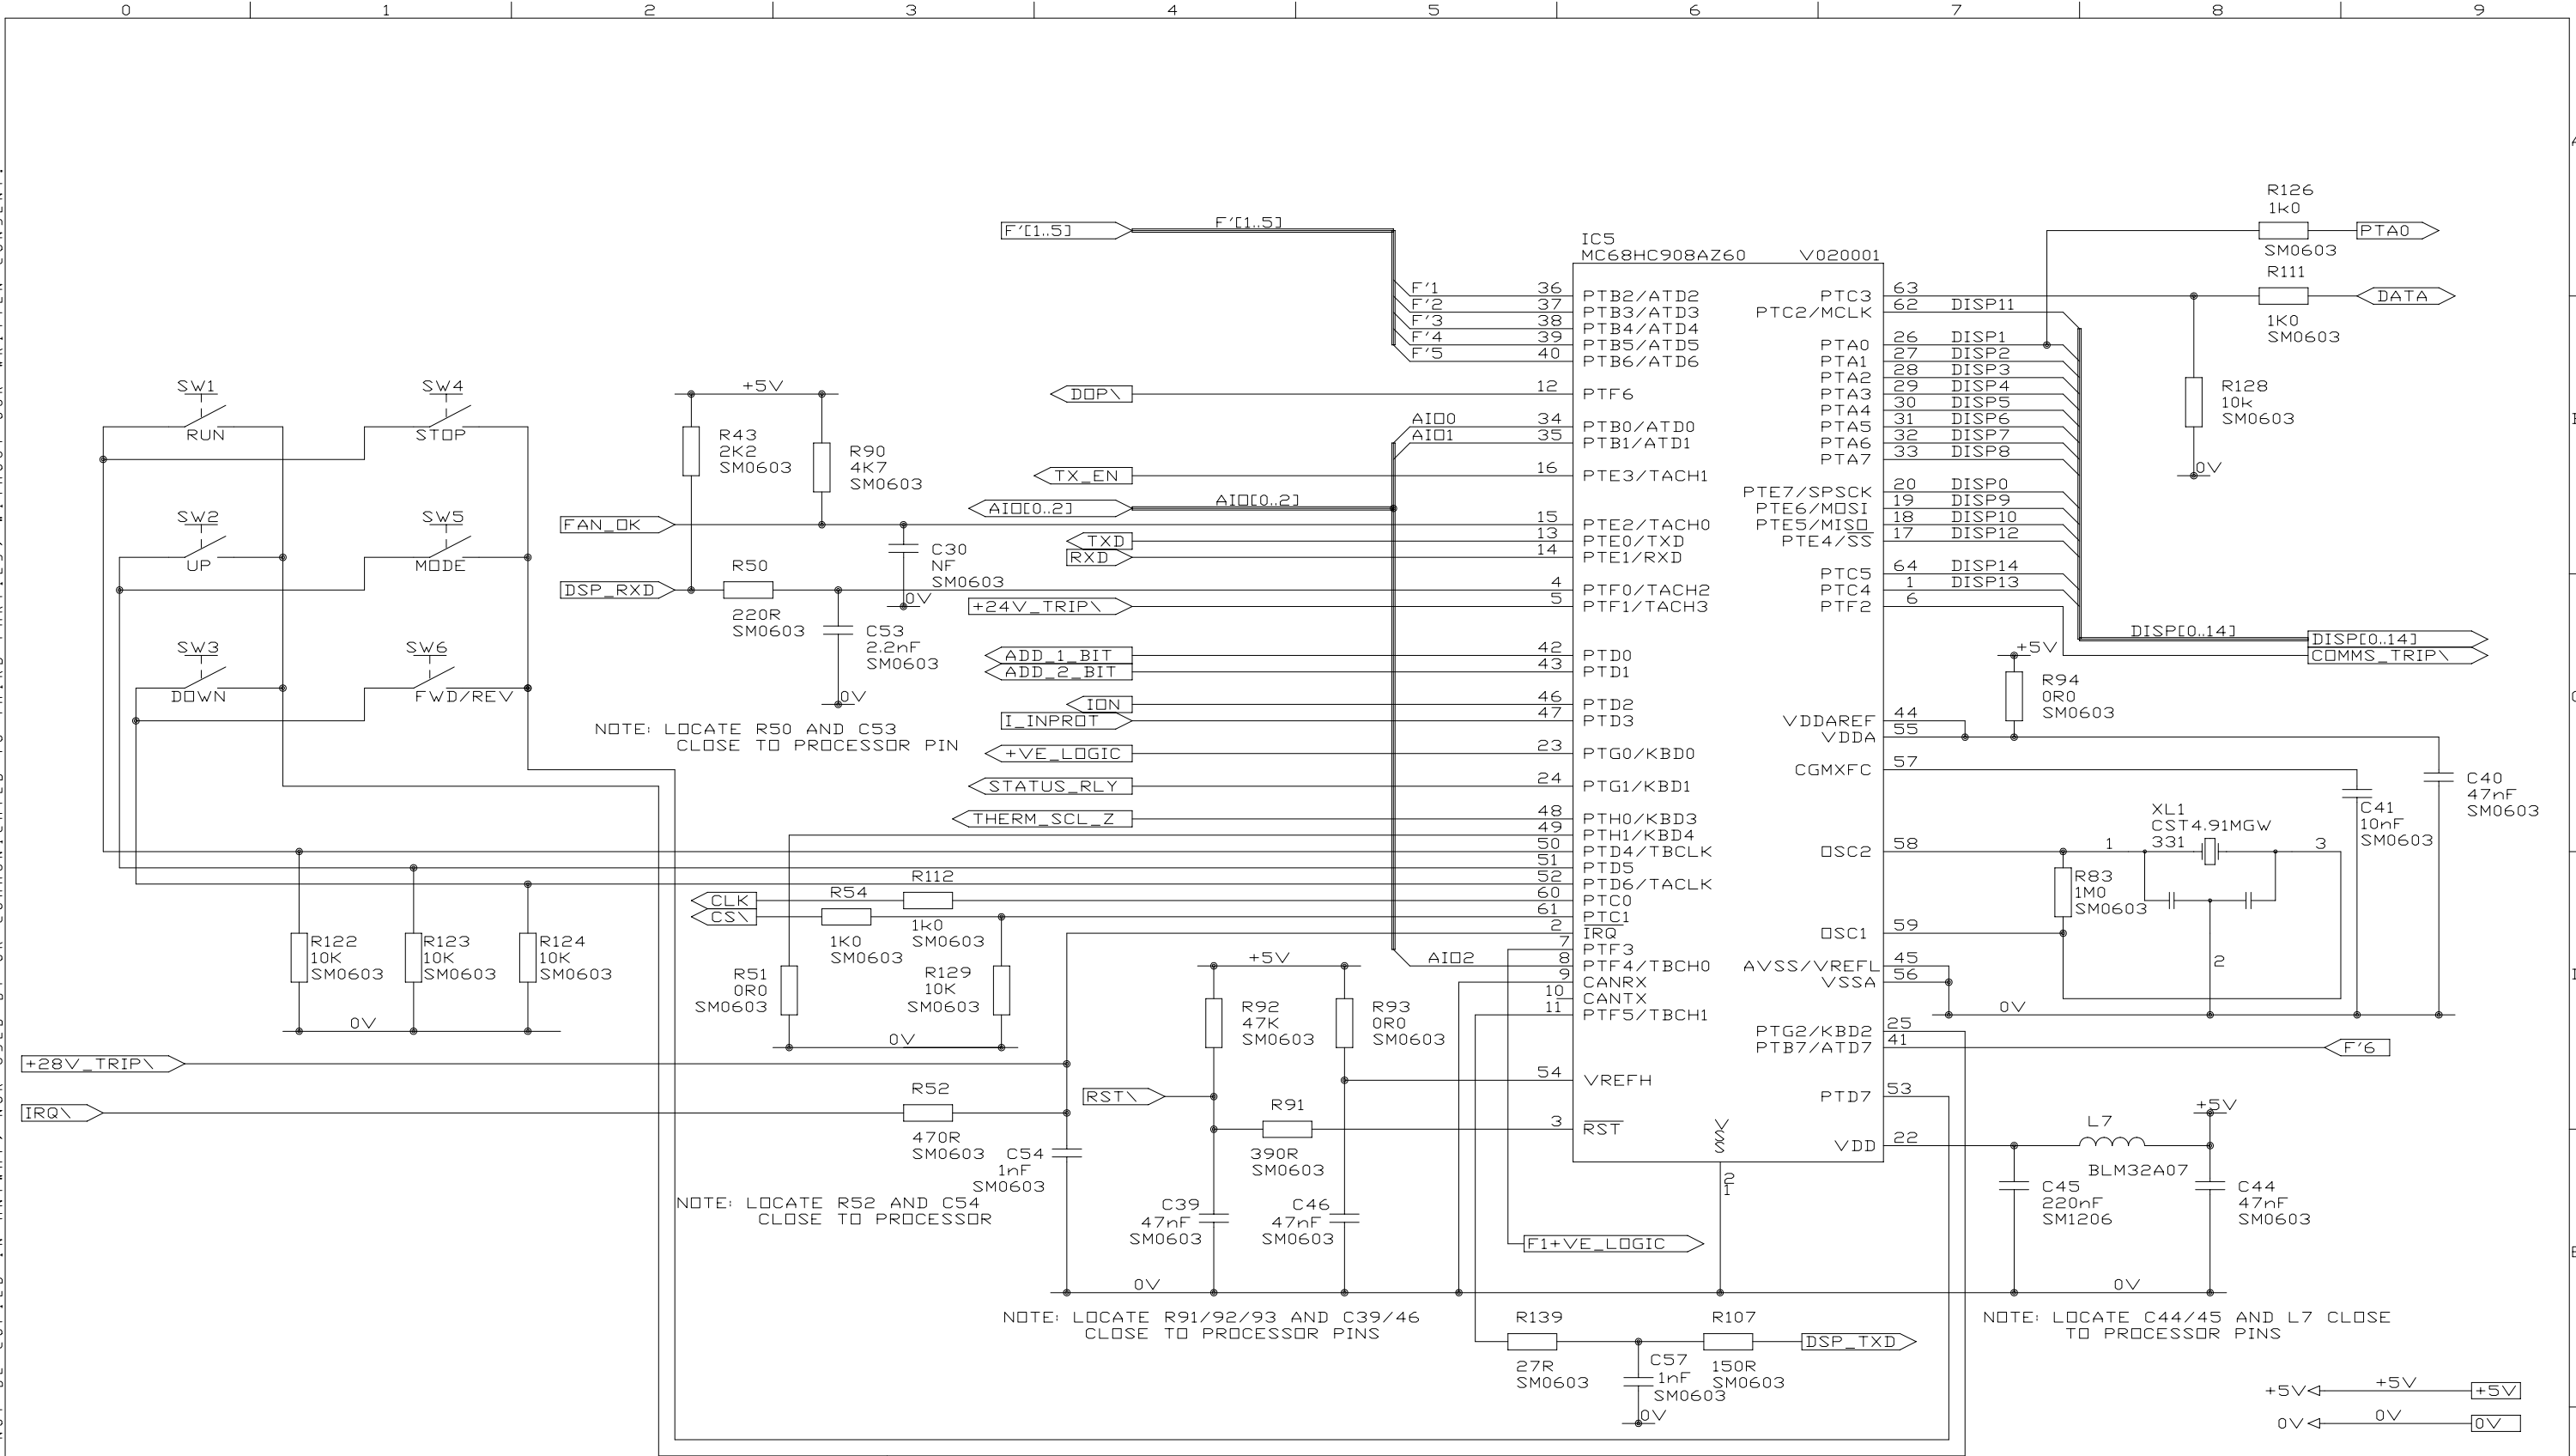 0 1 2 3 4 5 6 7 8 9
R126
1k0
SM0603
PTA0
R111
1K0
SM0603
DATA
F'[1..5]
F'[1..5]
IC5
MC68HC908AZ60 V020001
F'1 36 PTB2/ATD2
F'2 37 PTB3/ATD3
F'3 38 PTB4/ATD4
F'4 39 PTB5/ATD5
F'5 40 PTB6/ATD6
DOP\ 12 PTF6
AIO0 34 PTB0/ATD0
AIO1 35 PTB1/ATD1
TX_EN 16 PTE3/TACH1
AIO[0..2] AIO[0..2]
FAN_OK 15 PTE2/TACH0
TXD 13 PTE0/TXD
RXD 14 PTE1/RXD
DSP_RXD 4 PTF0/TACH2
+24V_TRIP\ 5 PTF1/TACH3
ADD_1_BIT 42 PTD0
ADD_2_BIT 43 PTD1
ION 46 PTD2
I_INPROT 47 PTD3
+VE_LOGIC 23 PTG0/KBD0
STATUS_RLY 24 PTG1/KBD1
THERM_SCL_Z 48 PTH0/KBD3
49 PTH1/KBD4
50 PTD4/TBCLK
51 PTD5
52 PTD6/TACLK
CLK 60 PTC0
CS\ 61 PTC1
2 IRQ
7 PTF3
AIO2 8 PTF4/TBCH0
9 CANRX
10 CANTX
11 PTF5/TBCH1
54 VREFH
3 RST
VSS
21
2
PTC3 63
PTC2/MCLK 62 DISP11
PTA0 26 DISP1
PTA1 27 DISP2
PTA2 28 DISP3
PTA3 29 DISP4
PTA4 30 DISP5
PTA5 31 DISP6
PTA6 32 DISP7
PTA7 33 DISP8
PTE7/SPSCK 20 DISP0
PTE6/MOSI 19 DISP9
PTE5/MISO 18 DISP10
PTE4/SS 17 DISP12
PTC5 64 DISP14
PTC4 1 DISP13
PTF2 6
VDDAREF 44
VDDA 55
CGMXFC 57
OSC2 58
OSC1 59
AVSS/VREFL 45
VSSA 56
PTG2/KBD2 25
PTB7/ATD7 41
F'6
PTD7 53
VDD 22
R128
10k
SM0603
0V
DISP[0..14]
DISP[0..14]
COMMS_TRIP\
+5V
R94
0R0
SM0603
C40
47nF
SM0603
C41
10nF
SM0603
XL1
CST4.91MGW
331
1 3
2
R83
1M0
SM0603
0V
SW1
RUN
SW4
STOP
SW2
UP
SW5
MODE
SW3
DOWN
SW6
FWD/REV
+5V
R43
2K2
SM0603
R90
4K7
SM0603
C30
NF
SM0603
0V
R50
220R
SM0603
C53
2.2nF
SM0603
0V
NOTE: LOCATE R50 AND C53
CLOSE TO PROCESSOR PIN
R112
1k0
SM0603
R54
1K0
SM0603
R122
10K
SM0603
R123
10K
SM0603
R124
10K
SM0603
0V
R51
0R0
SM0603
R129
10K
SM0603
0V
+28V_TRIP\
IRQ\
R52
470R
SM0603
C54
1nF
SM0603
NOTE: LOCATE R52 AND C54
CLOSE TO PROCESSOR
+5V
R92
47K
SM0603
R93
0R0
SM0603
RST\
R91
390R
SM0603
C39
47nF
SM0603
C46
47nF
SM0603
0V
NOTE: LOCATE R91/92/93 AND C39/46
CLOSE TO PROCESSOR PINS
F1+VE_LOGIC
R139
27R
SM0603
R107
150R
SM0603
DSP_TXD
C57
1nF
SM0603
0V
+5V
L7
BLM32A07
C45
220nF
SM1206
C44
47nF
SM0603
0V
NOTE: LOCATE C44/45 AND L7 CLOSE
TO PROCESSOR PINS
+5V +5V +5V
0V 0V 0V